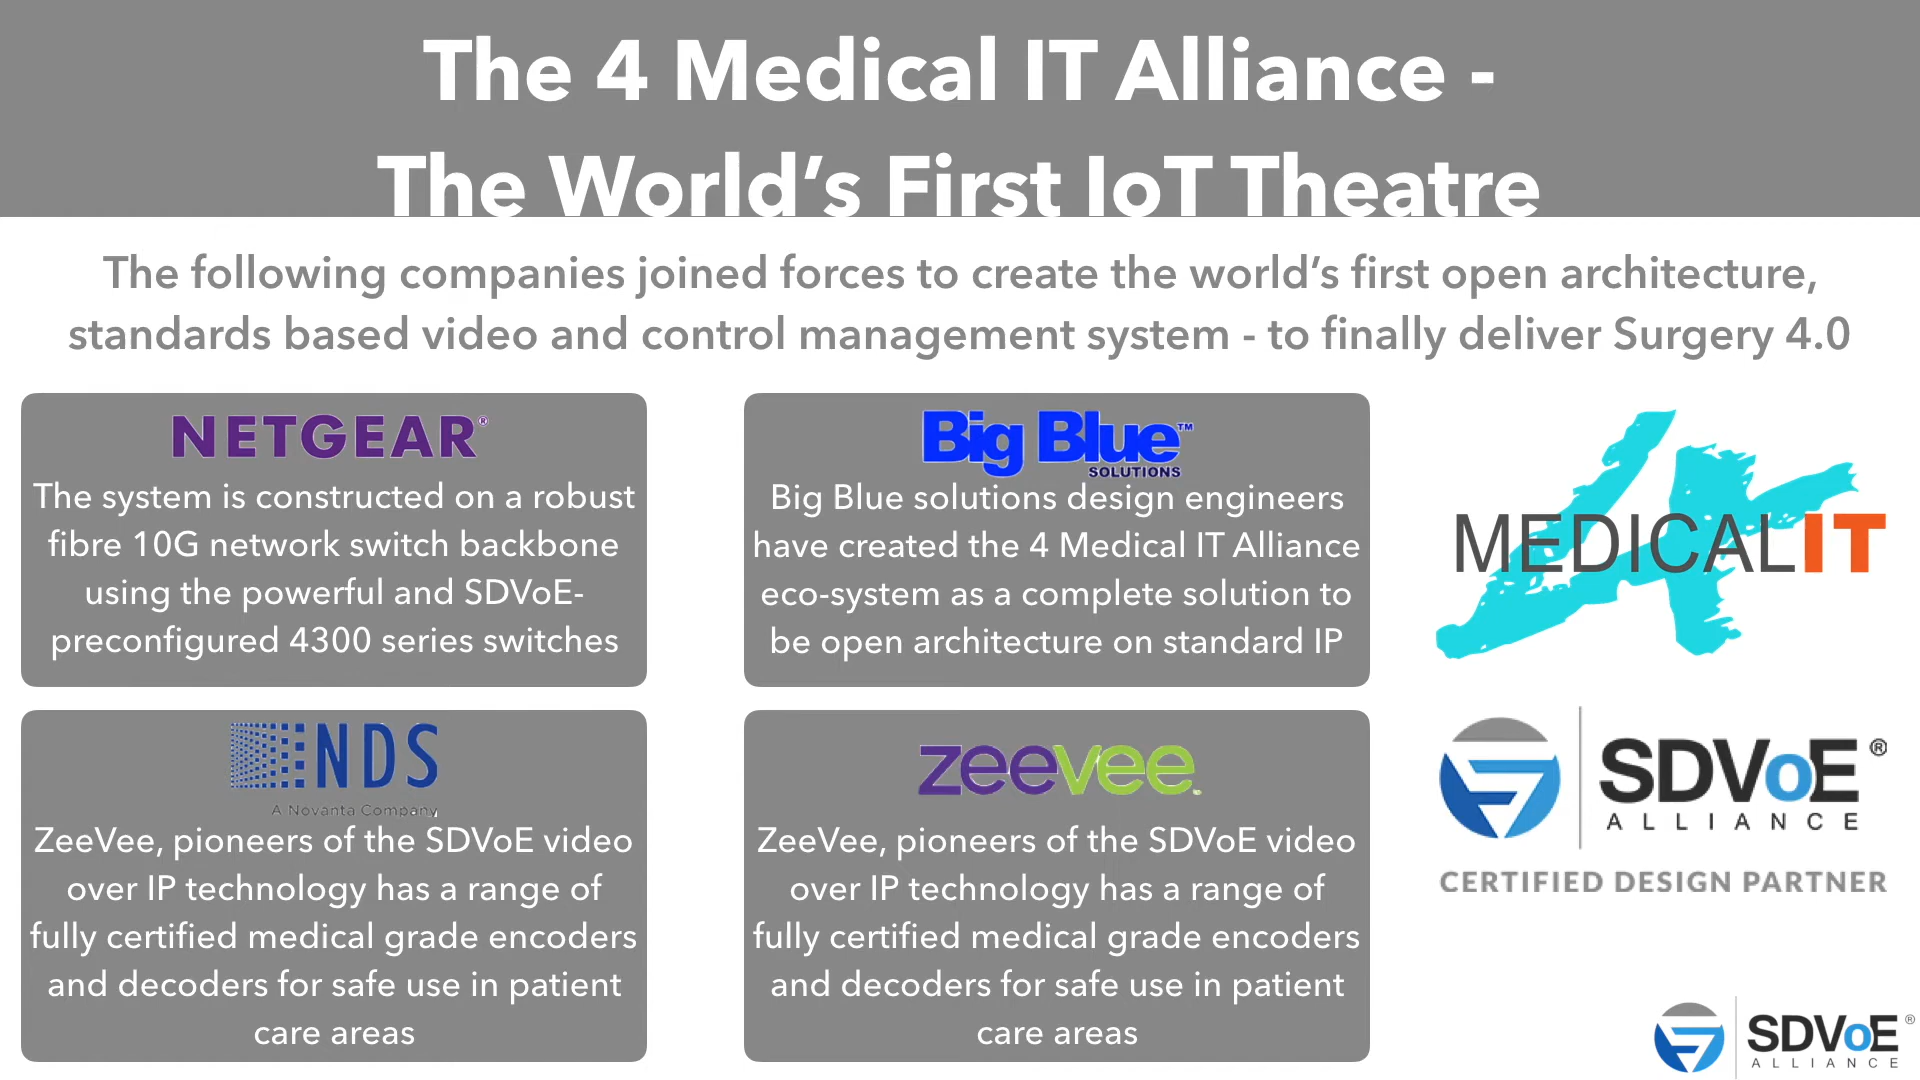 The 4 Medical IT Alliance -
The World’s First IoT Theatre
The following companies joined forces to create the world’s first open architecture,
standards based video and control management system - to finally deliver Surgery 4.0
NETGEAR®
The system is constructed on a robust
fibre 10G network switch backbone
using the powerful and SDVoE-
preconfigured 4300 series switches
Big Blue™
SOLUTIONS
Big Blue solutions design engineers
have created the 4 Medical IT Alliance
eco-system as a complete solution to
be open architecture on standard IP
4
MEDICALIT
NDS
A Novanta Company
ZeeVee, pioneers of the SDVoE video
over IP technology has a range of
fully certified medical grade encoders
and decoders for safe use in patient
care areas
zeevee
ZeeVee, pioneers of the SDVoE video
over IP technology has a range of
fully certified medical grade encoders
and decoders for safe use in patient
care areas
SDVoE®
ALLIANCE
CERTIFIED DESIGN PARTNER
SDVoE®
ALLIANCE